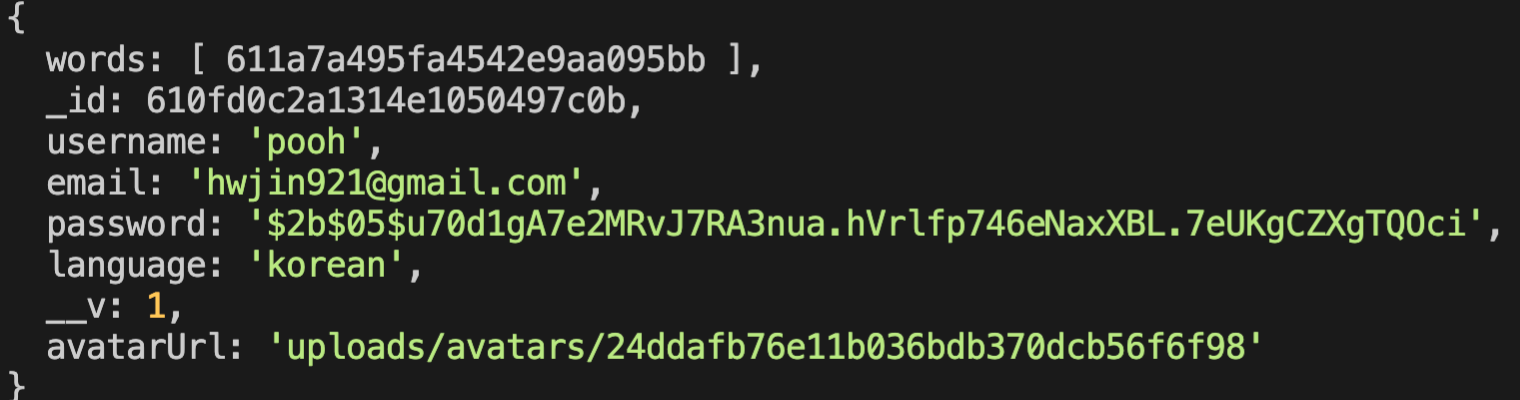 {
  words: [ 611a7a495fa4542e9aa095bb ],
  _id: 610fd0c2a1314e1050497c0b,
  username: 'pooh',
  email: 'hwjin921@gmail.com',
  password: '$2b$05$u70d1gA7e2MRvJ7RA3nua.hVrlfp746eNaxXBL.7eUKgCZXgTQOci',
  language: 'korean',
  __v: 1,
  avatarUrl: 'uploads/avatars/24ddafb76e11b036bdb370dcb56f6f98'
}